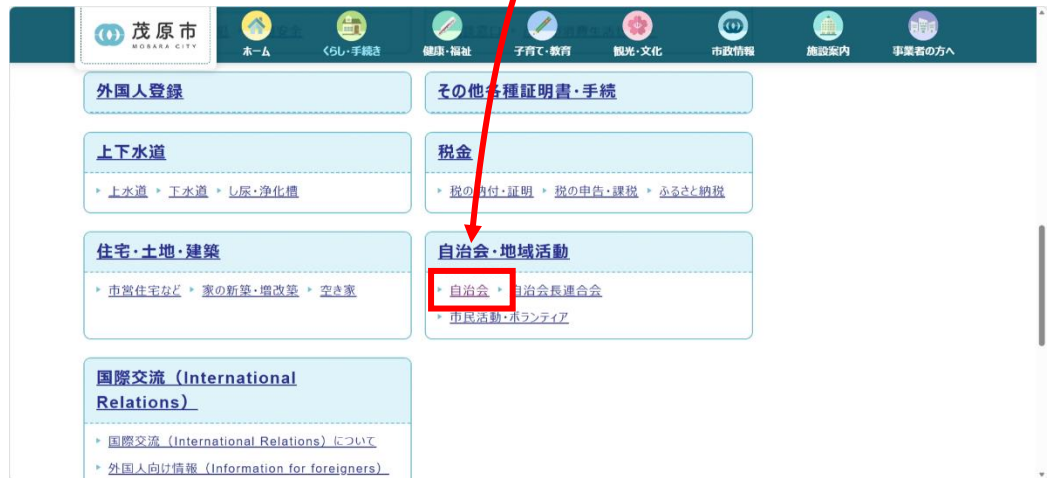 茂原市
MOBARA CITY
ホーム
くらし・手続き
健康・福祉
子育て・教育
観光・文化
市政情報
施設案内
事業者の方へ
外国人登録
その他各種証明書・手続
上下水道
上水道 下水道 し尿・浄化槽
税金
税の納付・証明 税の申告・課税 ふるさと納税
住宅・土地・建築
市営住宅など 家の新築・増改築 空き家
自治会・地域活動
自治会 自治会長連合会
市民活動・ボランティア
国際交流（International
Relations）
国際交流（International Relations）について
外国人向け情報（Information for foreigners）